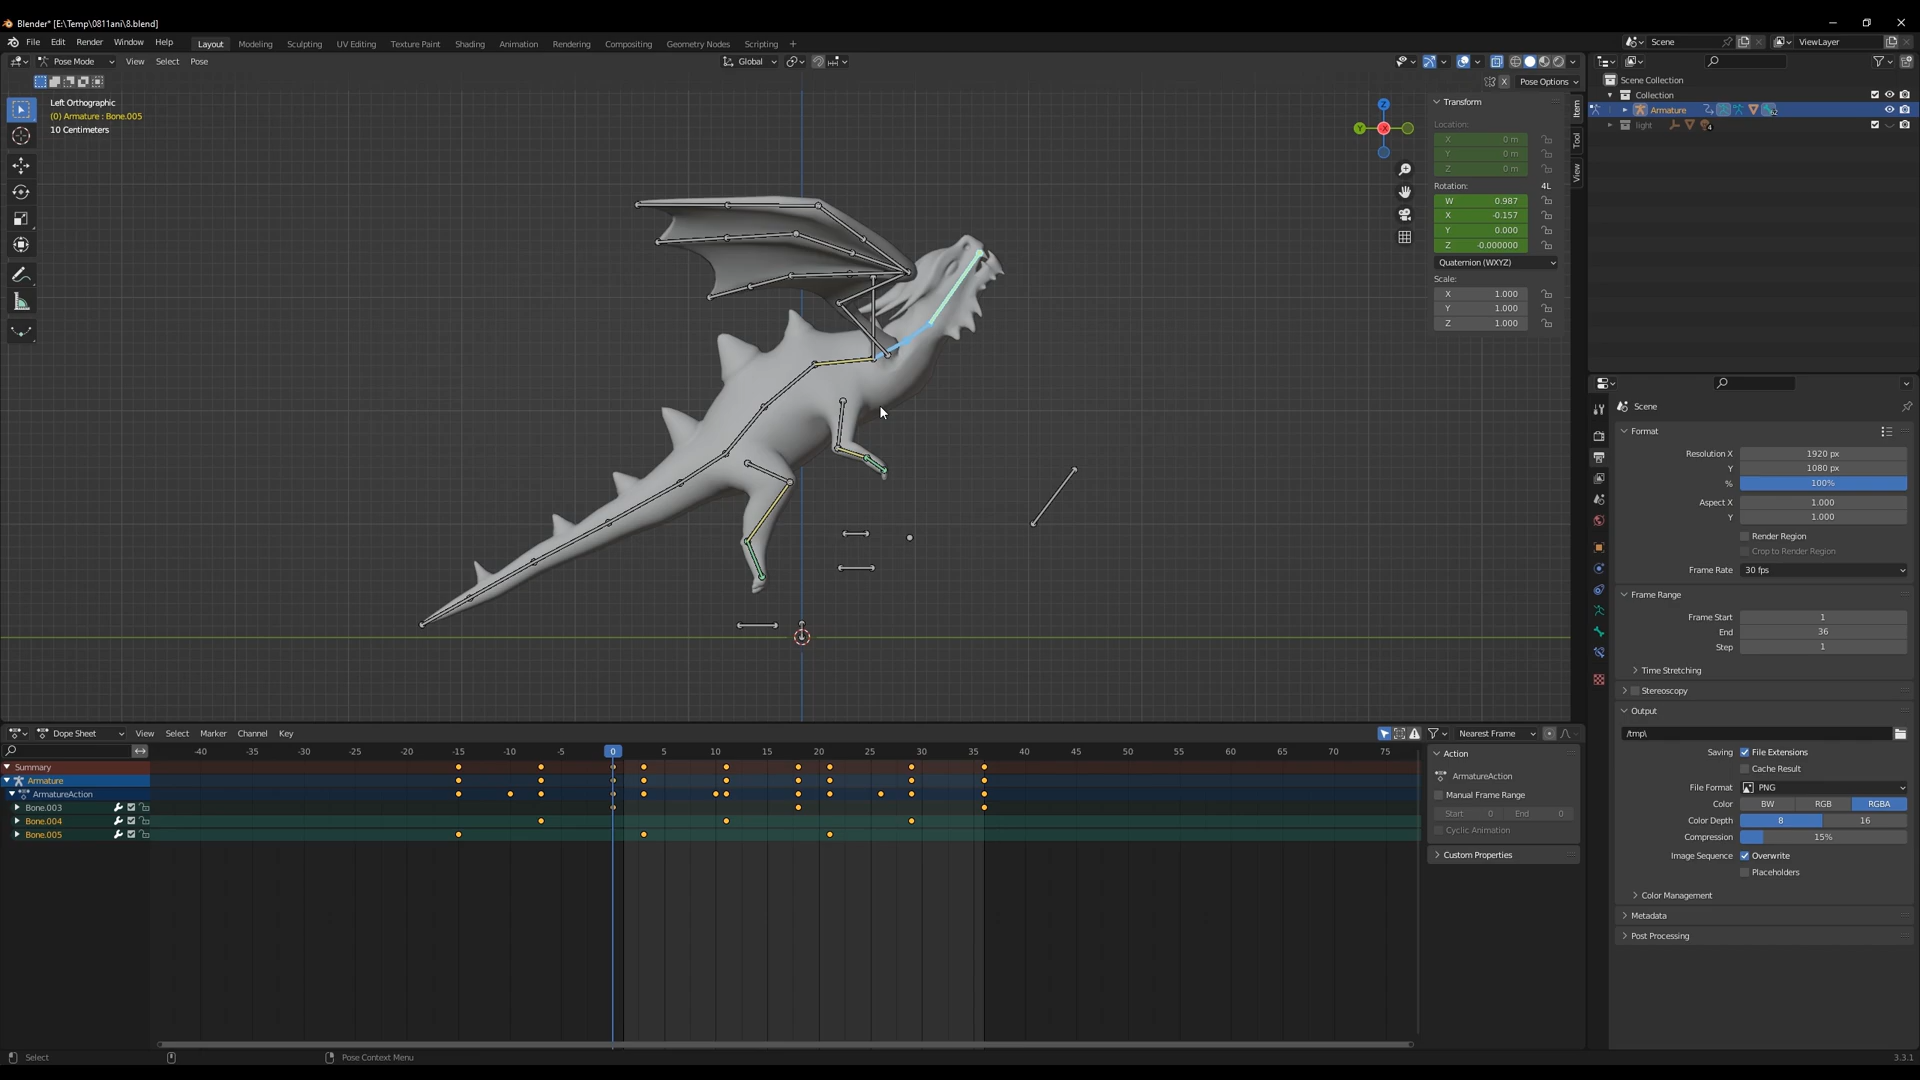 Blender* [E:\Temp\0811ani\8.blend]
File Edit Render Window Help
Layout Modeling Sculpting UV Editing Texture Paint Shading Animation Rendering Compositing Geometry Nodes Scripting +
Scene
ViewLayer
Pose Mode View Select Pose
Global
X Pose Options
Scene Collection
Collection
Armature
light
4
Left Orthographic
(0) Armature : Bone.005
10 Centimeters
Z
Y
X
Item
Tool
View
Transform
Location:
X 0 m
Y 0 m
Z 0 m
Rotation: 4L
W 0.987
X -0.157
Y 0.000
Z -0.000000
Quaternion (WXYZ)
Scale:
X 1.000
Y 1.000
Z 1.000
Scene
Format
Resolution X 1920 px
Y 1080 px
% 100%
Aspect X 1.000
Y 1.000
Render Region
Crop to Render Region
Frame Rate 30 fps
Frame Range
Frame Start 1
End 36
Step 1
Time Stretching
Stereoscopy
Output
/tmp\
Saving File Extensions
Cache Result
File Format PNG
Color BW RGB RGBA
Color Depth 8 16
Compression 15%
Image Sequence Overwrite
Placeholders
Color Management
Metadata
Post Processing
Dope Sheet View Select Marker Channel Key
Nearest Frame
-40 -35 -30 -25 -20 -15 -10 -5 0 5 10 15 20 25 30 35 40 45 50 55 60 65 70 75
Summary
Armature
ArmatureAction
Bone.003
Bone.004
Bone.005
Action
ArmatureAction
Manual Frame Range
Start 0 End 0
Cyclic Animation
Custom Properties
Select
Pose Context Menu
3.3.1